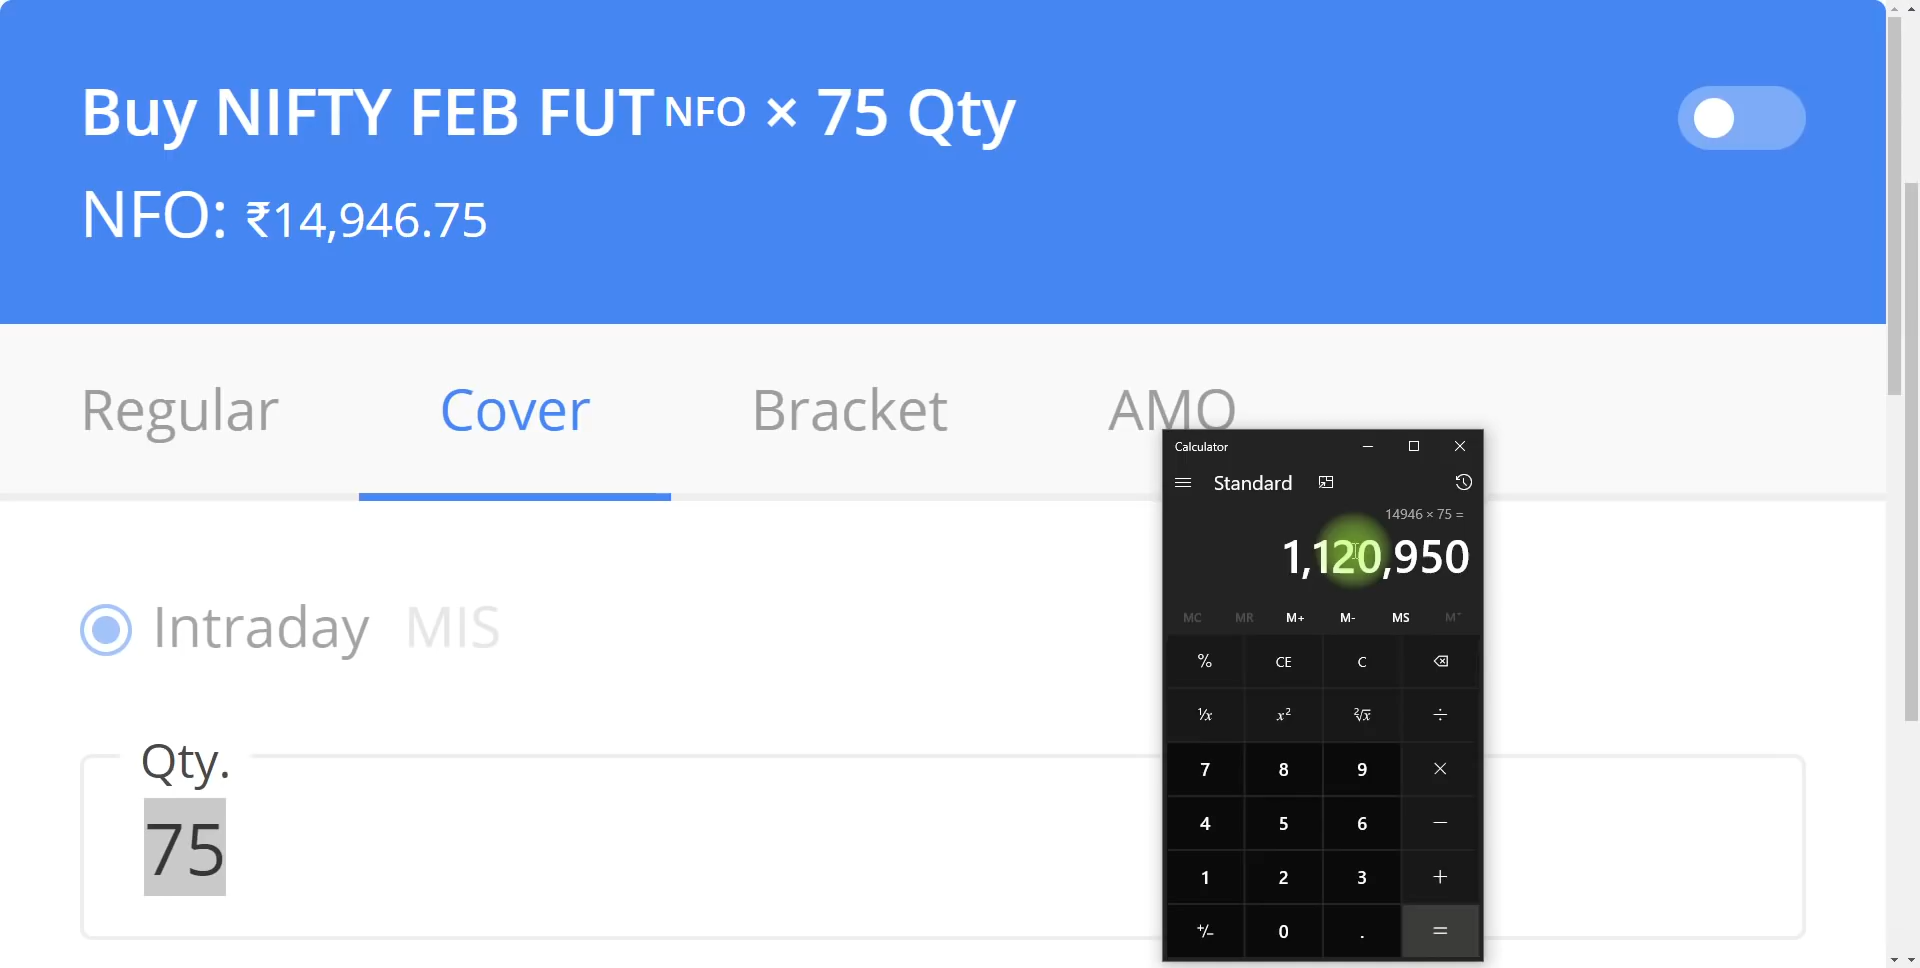 Buy NIFTY FEB FUT NFO × 75 Qty
NFO: ₹14,946.75
Regular Cover Bracket AMO
Calculator
Standard
14946 × 75 =
1,120,950
Intraday MIS
MC MR M+ M- MS M˅
% CE C
¹/x x² ²√x ÷
Qty.
75
7 8 9 ×
4 5 6 −
1 2 3 +
+/− 0 . =